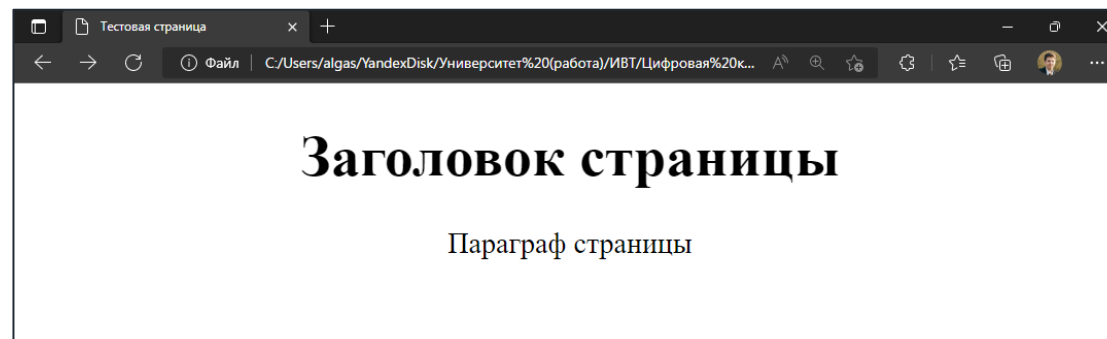 Тестовая страница
Файл C:/Users/algas/YandexDisk/Университет%20(работа)/ИВТ/Цифровая%20к...
Заголовок страницы
Параграф страницы